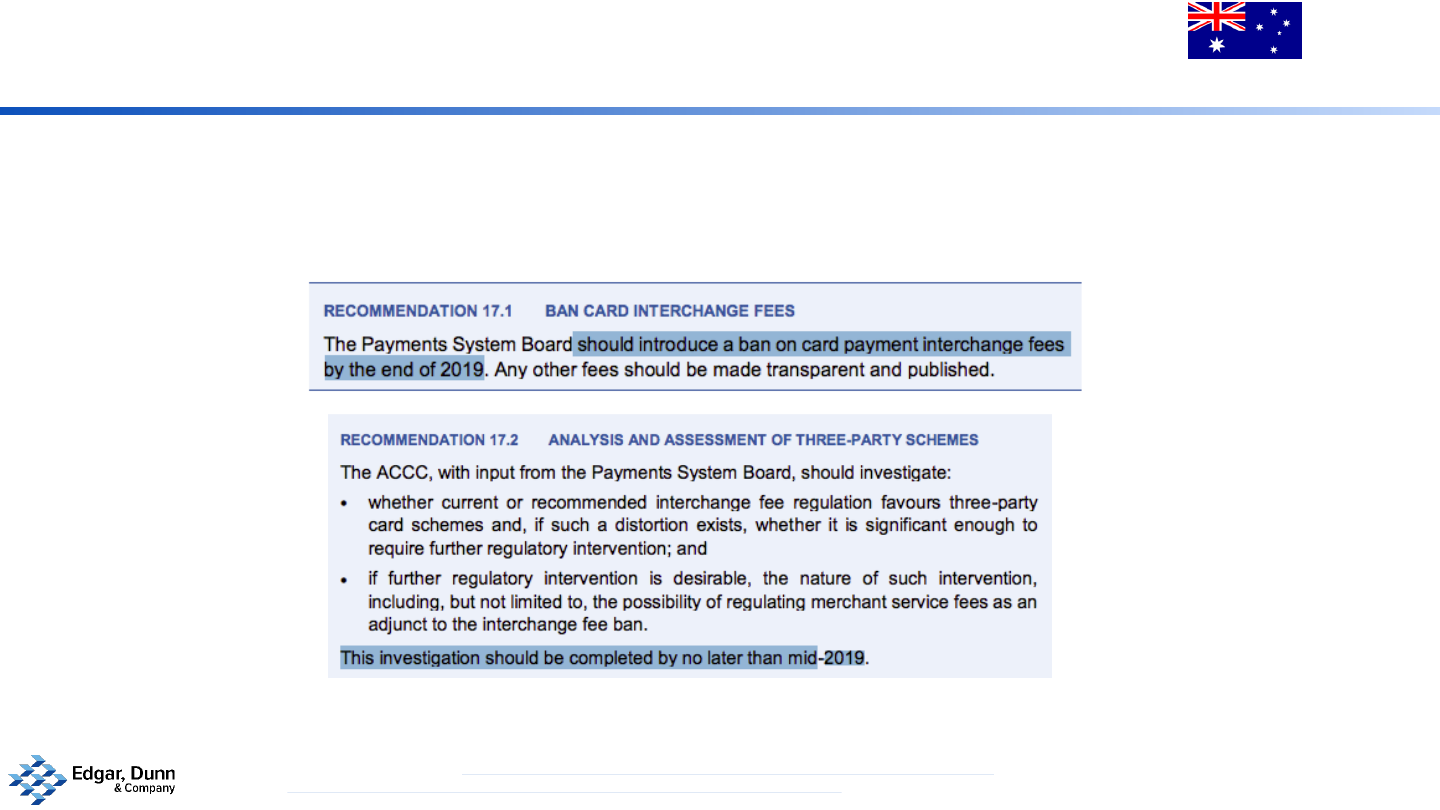 RECOMMENDATION 17.1 BAN CARD INTERCHANGE FEES
The Payments System Board should introduce a ban on card payment interchange fees
by the end of 2019. Any other fees should be made transparent and published.
RECOMMENDATION 17.2 ANALYSIS AND ASSESSMENT OF THREE-PARTY SCHEMES
The ACCC, with input from the Payments System Board, should investigate:
• whether current or recommended interchange fee regulation favours three-party
card schemes and, if such a distortion exists, whether it is significant enough to
require further regulatory intervention; and
• if further regulatory intervention is desirable, the nature of such intervention,
including, but not limited to, the possibility of regulating merchant service fees as an
adjunct to the interchange fee ban.
This investigation should be completed by no later than mid-2019.
Edgar, Dunn
& Company